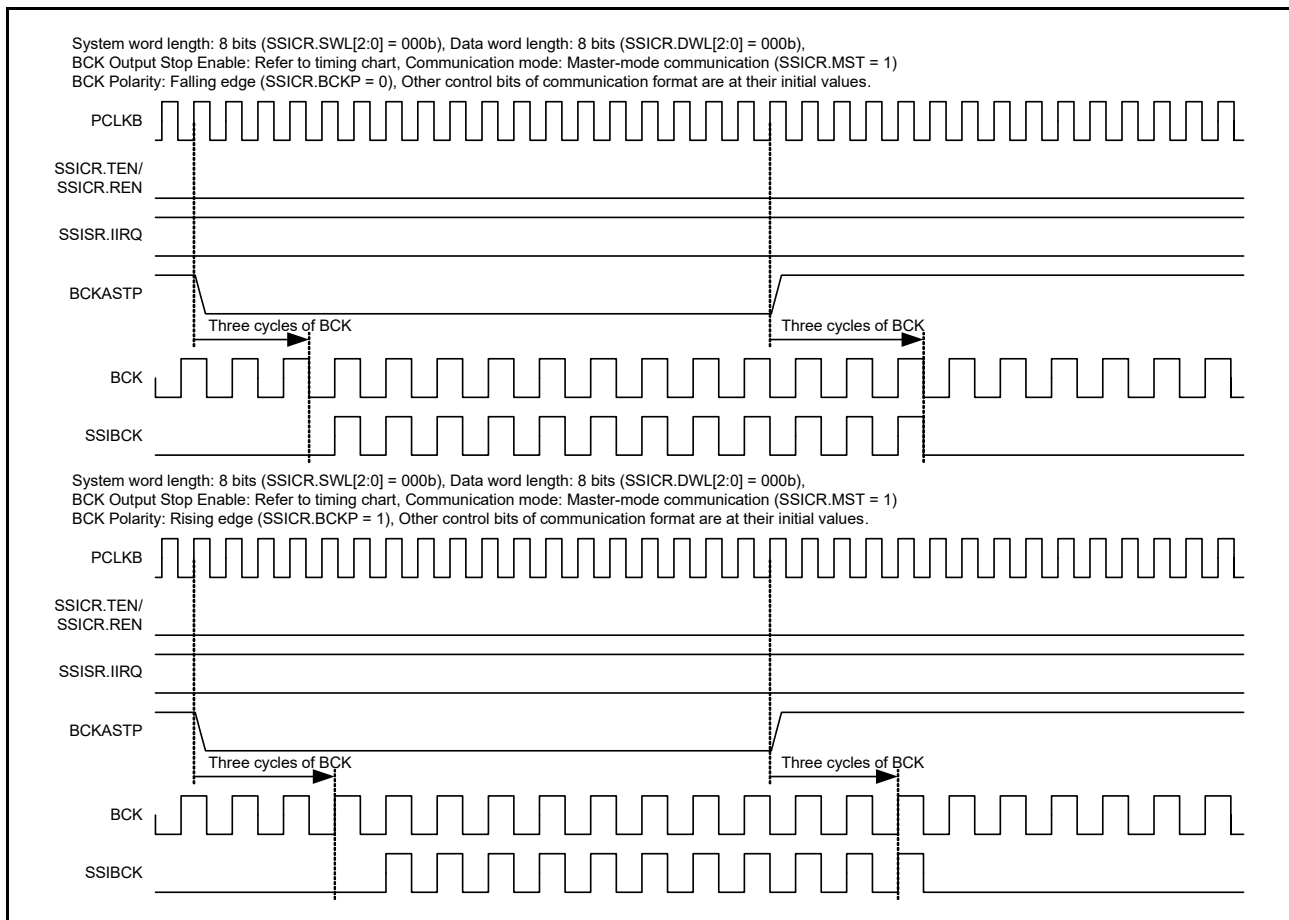 System word length: 8 bits (SSICR.SWL[2:0] = 000b), Data word length: 8 bits (SSICR.DWL[2:0] = 000b),
BCK Output Stop Enable: Refer to timing chart, Communication mode: Master-mode communication (SSICR.MST = 1)
BCK Polarity: Falling edge (SSICR.BCKP = 0), Other control bits of communication format are at their initial values.
PCLKB
SSICR.TEN/
SSICR.REN
SSISR.IIRQ
BCKASTP
Three cycles of BCK
Three cycles of BCK
BCK
SSIBCK
System word length: 8 bits (SSICR.SWL[2:0] = 000b), Data word length: 8 bits (SSICR.DWL[2:0] = 000b),
BCK Output Stop Enable: Refer to timing chart, Communication mode: Master-mode communication (SSICR.MST = 1)
BCK Polarity: Rising edge (SSICR.BCKP = 1), Other control bits of communication format are at their initial values.
PCLKB
SSICR.TEN/
SSICR.REN
SSISR.IIRQ
BCKASTP
Three cycles of BCK
Three cycles of BCK
BCK
SSIBCK